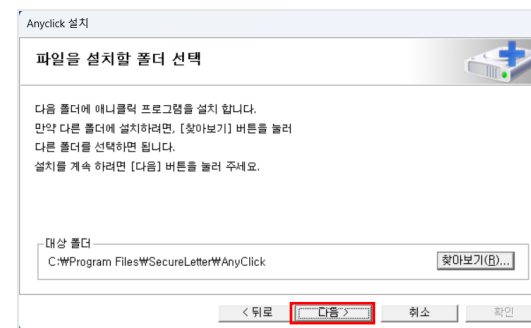 Anyclick 설치
파일을 설치할 폴더 선택
다음 폴더에 애니클릭 프로그램을 설치 합니다.
만약 다른 폴더에 설치하려면, [찾아보기] 버튼을 눌러
다른 폴더를 선택하면 됩니다.
설치를 계속 하려면 [다음] 버튼을 눌러 주세요.
대상 폴더
C:₩Program Files₩SecureLetter₩AnyClick
찾아보기(R)...
< 뒤로 다음 > 취소 확인